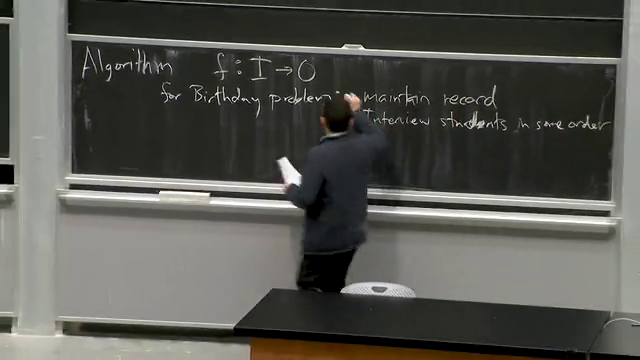 Algorithm f: I → O
for Birthday problem maintain record
Interview students in some order